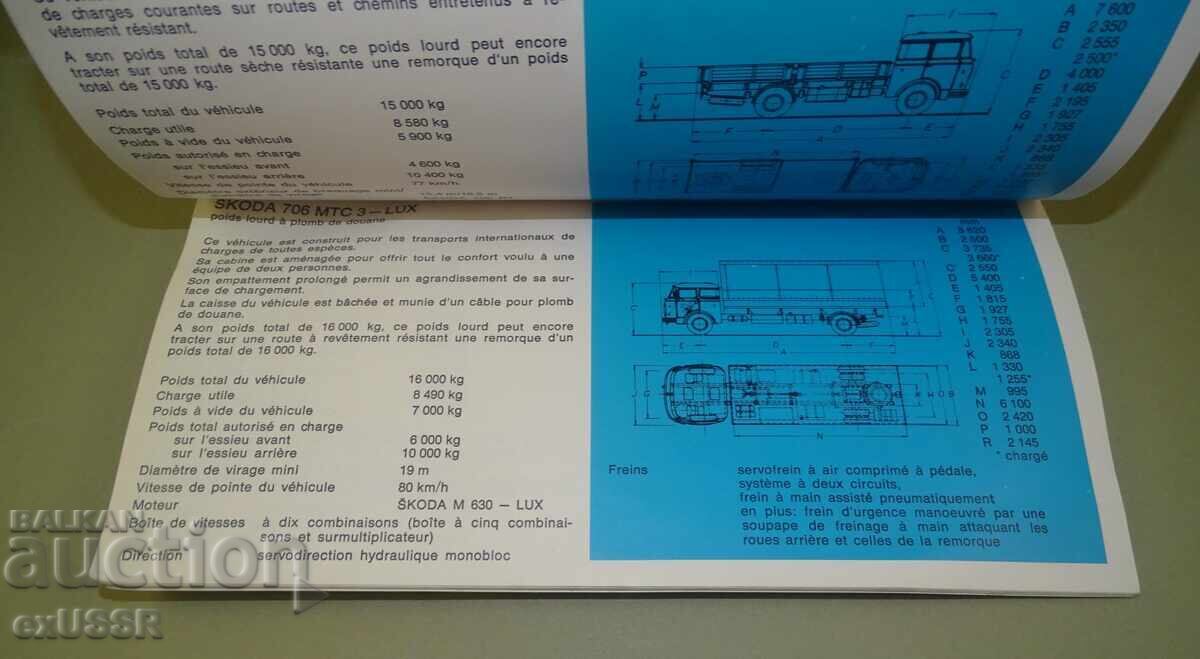 de charges courantes sur routes et chemins entretenus à re-
vêtement résistant.
A son poids total de 15 000 kg, ce poids lourd peut encore
tracter sur une route sèche résistante une remorque d'un poids
total de 15 000 kg.
Poids total du véhicule 15 000 kg
Charge utile 8 580 kg
Poids à vide du véhicule 5 900 kg
Poids autorisé en charge
sur l'essieu avant 4 600 kg
sur l'essieu arrière 10 400 kg
Vitesse de pointe du véhicule 77 km/h
A 7 600
B 2 350
C 2 555
2 500*
D 4 000
E 1 405
F 2 195
G 1 927
H 1 755
I 2 305
J 2 340
K 868
ŠKODA 706 MTC 3 – LUX
poids lourd à plomb de douane
Ce véhicule est construit pour les transports internationaux de
charges de toutes espèces.
Sa cabine est aménagée pour offrir tout le confort voulu à une
équipe de deux personnes.
Son empattement prolongé permet un agrandissement de sa sur-
face de chargement.
La caisse du véhicule est bâchée et munie d'un câble pour plomb
de douane.
A son poids total de 16 000 kg, ce poids lourd peut encore
tracter sur une route à revêtement résistant une remorque d'un
poids total de 16 000 kg.
Poids total du véhicule 16 000 kg
Charge utile 8 490 kg
Poids à vide du véhicule 7 000 kg
Poids total autorisé en charge
sur l'essieu avant 6 000 kg
sur l'essieu arrière 10 000 kg
Diamètre de virage mini 19 m
Vitesse de pointe du véhicule 80 km/h
Moteur ŠKODA M 630 – LUX
Boîte de vitesses à dix combinaisons (boîte à cinq combinai-
sons et surmultiplicateur)
Direction servodirection hydraulique monobloc
mm
A 8 620
B 2 500
C 3 735
3 660*
C' 2 550
D 5 400
E 1 405
F 1 815
G 1 927
H 1 755
I 2 305
J 2 340
K 868
L 1 330
1 255*
M 995
N 6 100
O 2 420
P 1 000
R 2 145
* chargé
Freins servofrein à air comprimé à pédale,
système à deux circuits,
frein à main assisté pneumatiquement
en plus: frein d'urgence manoeuvré par une
soupape de freinage à main attaquant les
roues arrière et celles de la remorque
BALKAN
auction
exUSSR